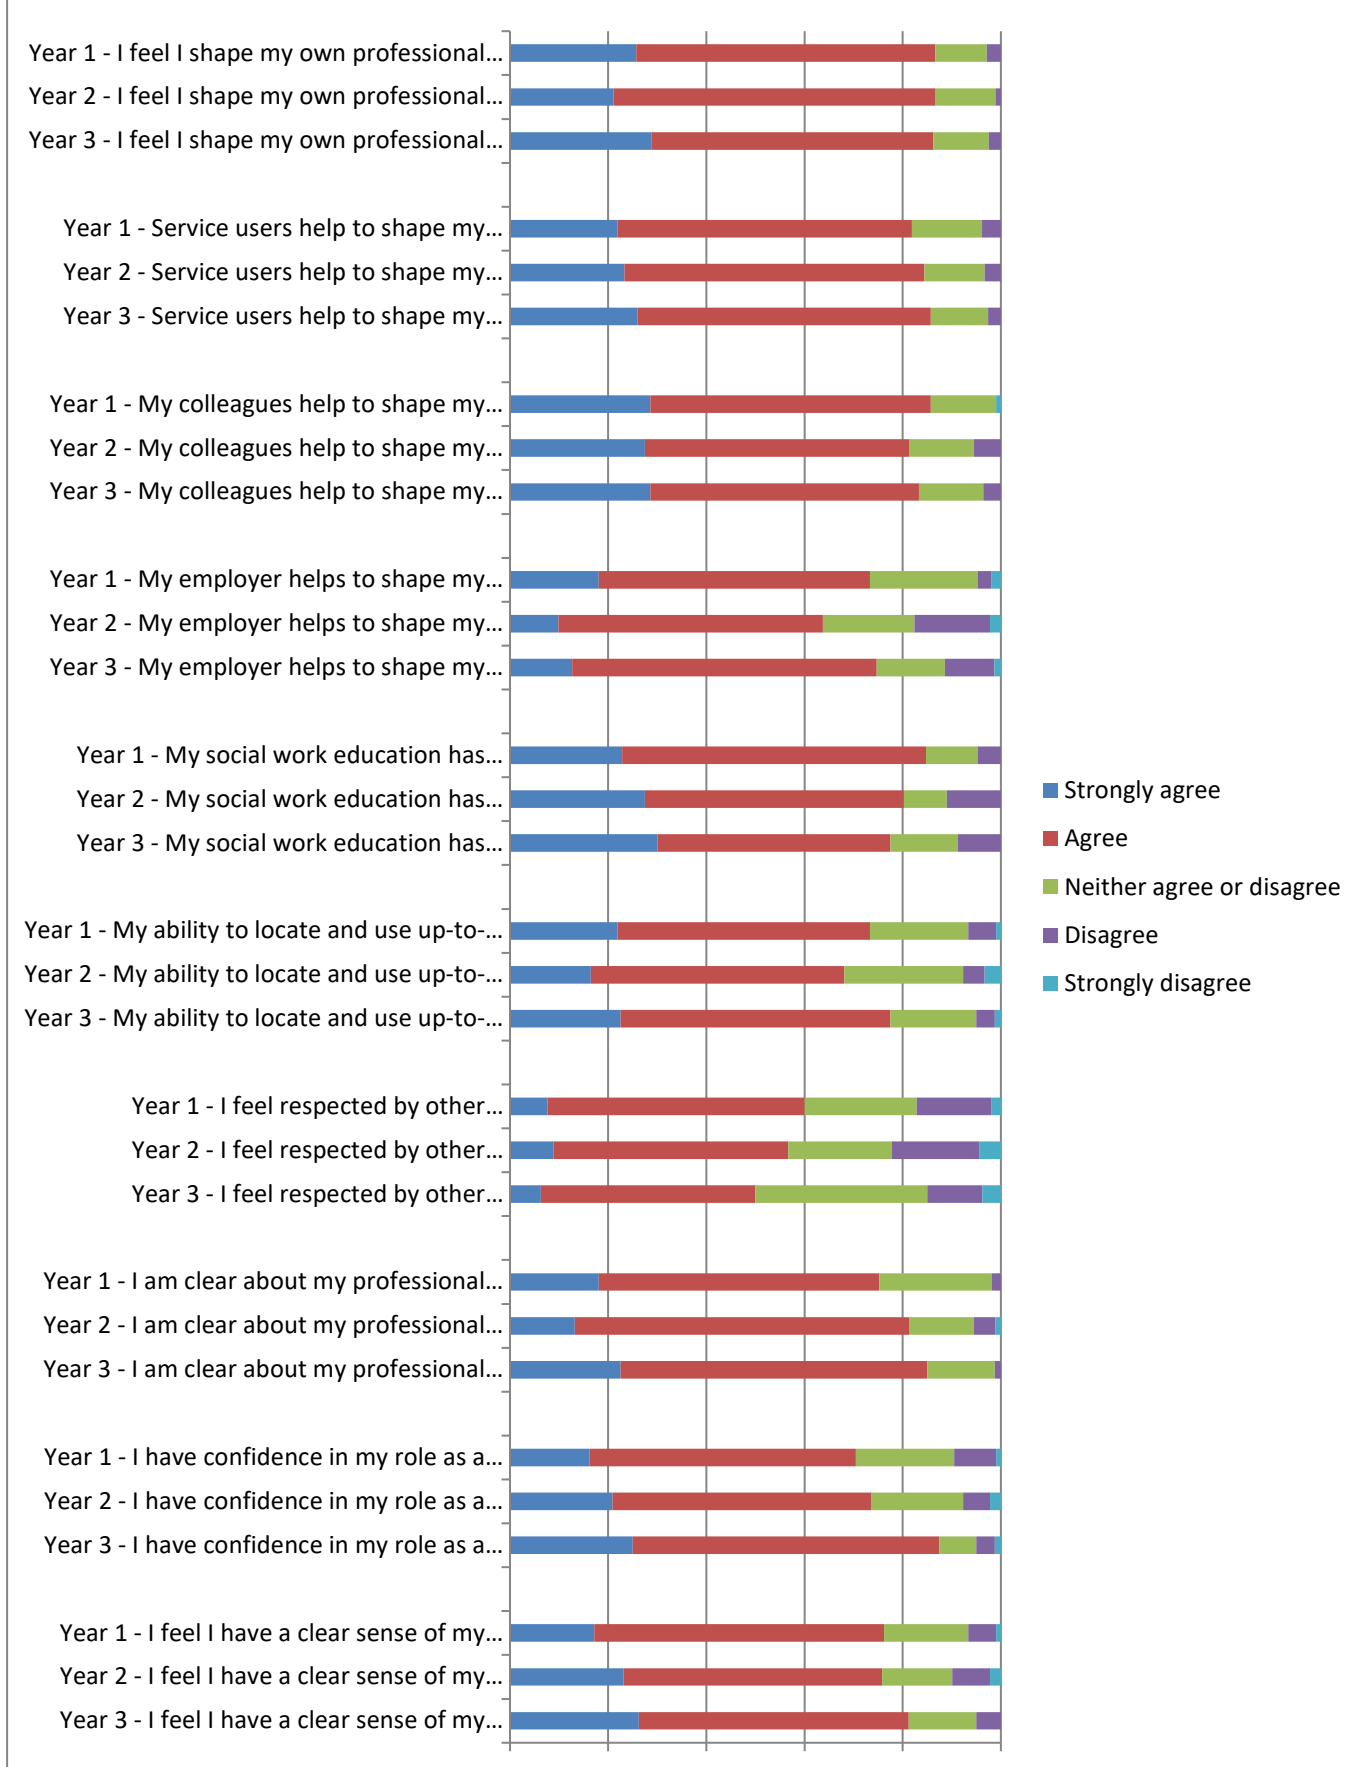 Year 1 - I feel I shape my own professional...
Year 2 - I feel I shape my own professional...
Year 3 - I feel I shape my own professional...
Year 1 - Service users help to shape my...
Year 2 - Service users help to shape my...
Year 3 - Service users help to shape my...
Year 1 - My colleagues help to shape my...
Year 2 - My colleagues help to shape my...
Year 3 - My colleagues help to shape my...
Year 1 - My employer helps to shape my...
Year 2 - My employer helps to shape my...
Year 3 - My employer helps to shape my...
Year 1 - My social work education has...
Year 2 - My social work education has...
Year 3 - My social work education has...
Year 1 - My ability to locate and use up-to-...
Year 2 - My ability to locate and use up-to-...
Year 3 - My ability to locate and use up-to-...
Year 1 - I feel respected by other...
Year 2 - I feel respected by other...
Year 3 - I feel respected by other...
Year 1 - I am clear about my professional...
Year 2 - I am clear about my professional...
Year 3 - I am clear about my professional...
Year 1 - I have confidence in my role as a...
Year 2 - I have confidence in my role as a...
Year 3 - I have confidence in my role as a...
Year 1 - I feel I have a clear sense of my...
Year 2 - I feel I have a clear sense of my...
Year 3 - I feel I have a clear sense of my...
Strongly agree
Agree
Neither agree or disagree
Disagree
Strongly disagree